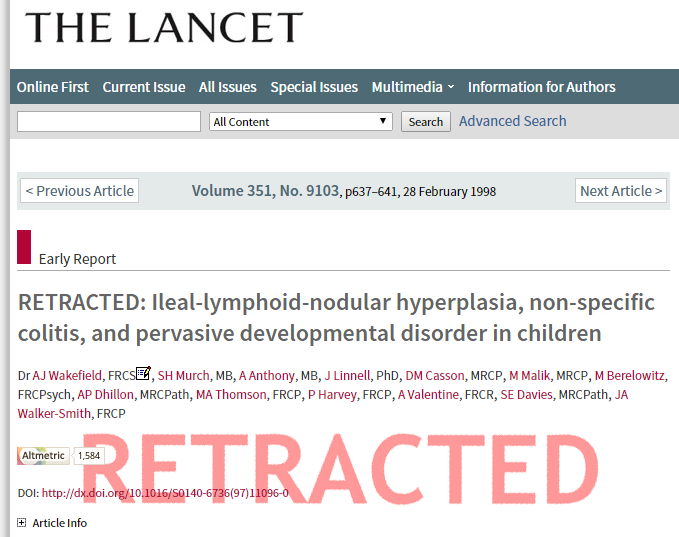 THE LANCET
Online First Current Issue All Issues Special Issues Multimedia Information for Authors
All Content Search Advanced Search
< Previous Article Volume 351, No. 9103, p637–641, 28 February 1998 Next Article >
Early Report
RETRACTED: Ileal-lymphoid-nodular hyperplasia, non-specific
colitis, and pervasive developmental disorder in children
Dr AJ Wakefield, FRCS, SH Murch, MB, A Anthony, MB, J Linnell, PhD, DM Casson, MRCP, M Malik, MRCP, M Berelowitz,
FRCPsych, AP Dhillon, MRCPath, MA Thomson, FRCP, P Harvey, FRCP, A Valentine, FRCR, SE Davies, MRCPath, JA
Walker-Smith, FRCP
Altmetric 1,584
RETRACTED
DOI: http://dx.doi.org/10.1016/S0140-6736(97)11096-0
Article Info